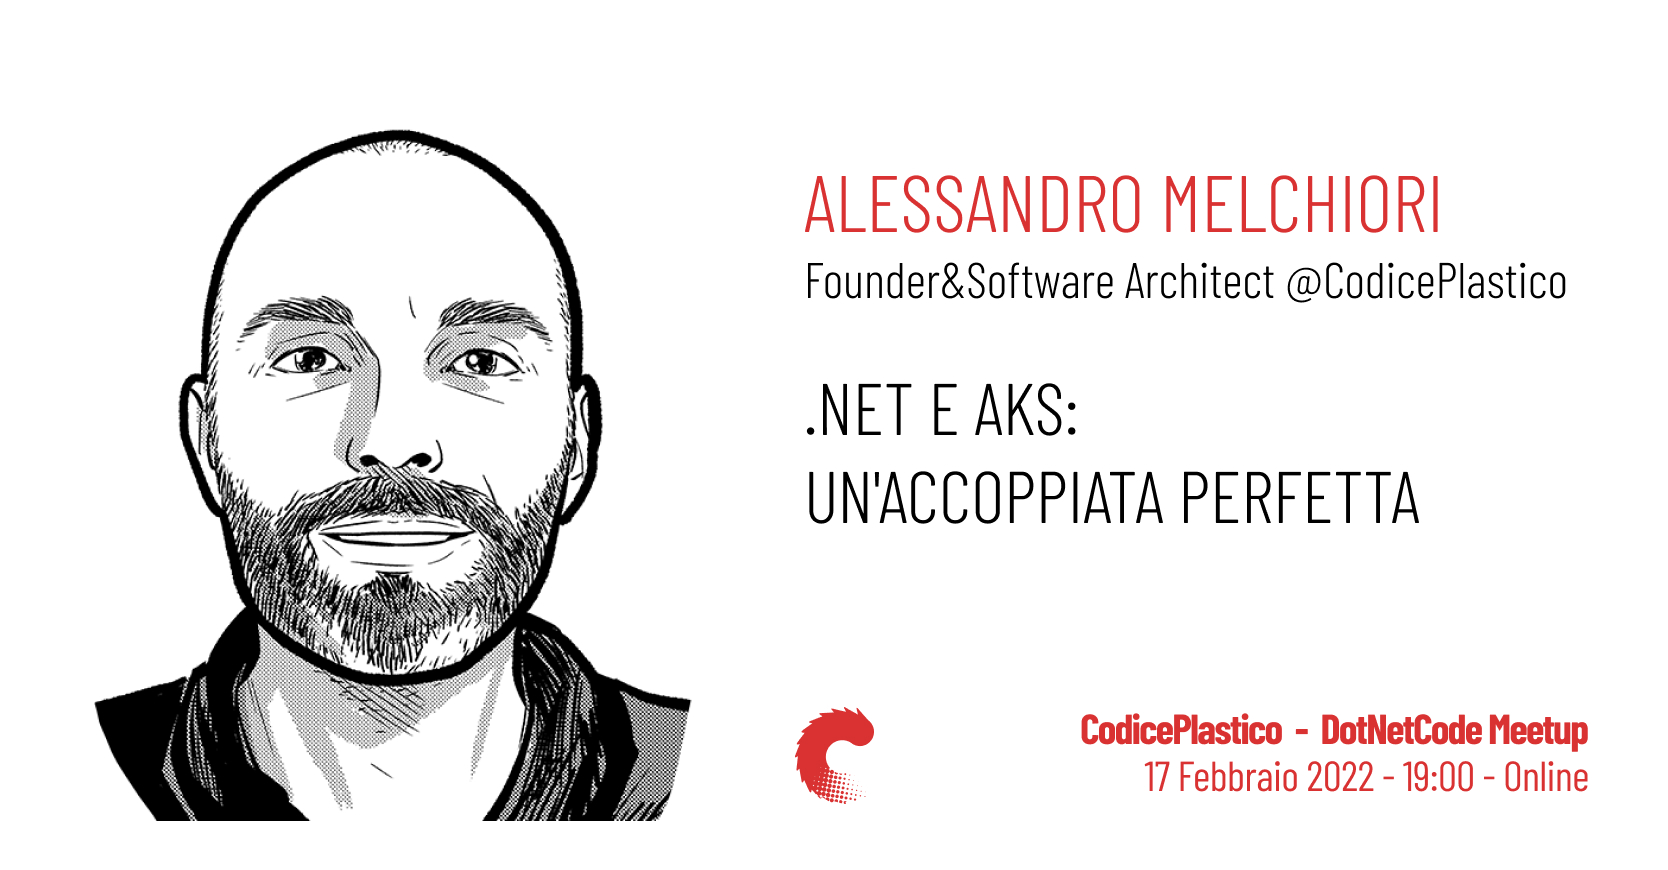 ALESSANDRO MELCHIORI
Founder&Software Architect @CodicePlastico
.NET E AKS:
UN'ACCOPPIATA PERFETTA
CodicePlastico - DotNetCode Meetup
17 Febbraio 2022 - 19:00 - Online